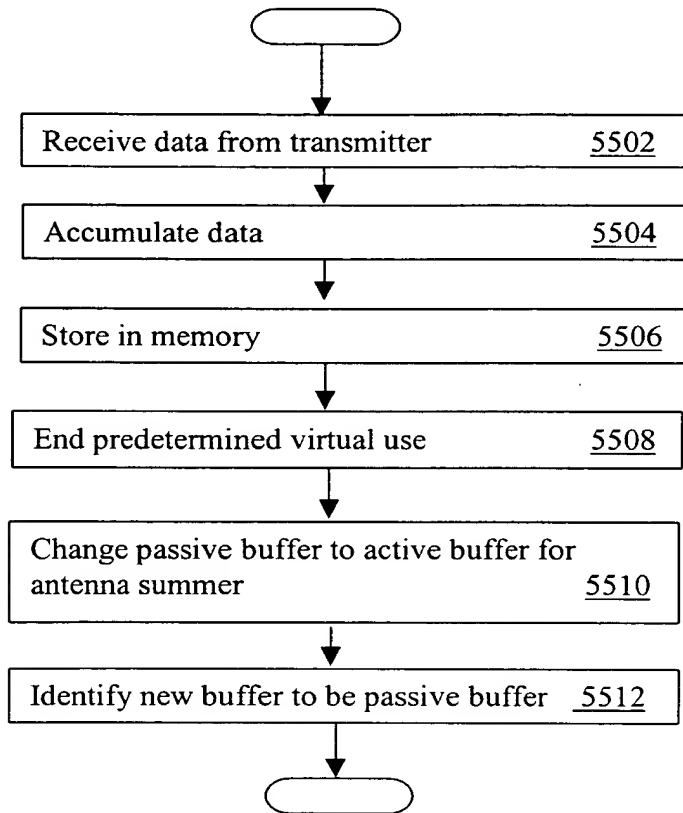 Receive data from transmitter 5502
Accumulate data 5504
Store in memory 5506
End predetermined virtual use 5508
Change passive buffer to active buffer for
antenna summer 5510
Identify new buffer to be passive buffer 5512